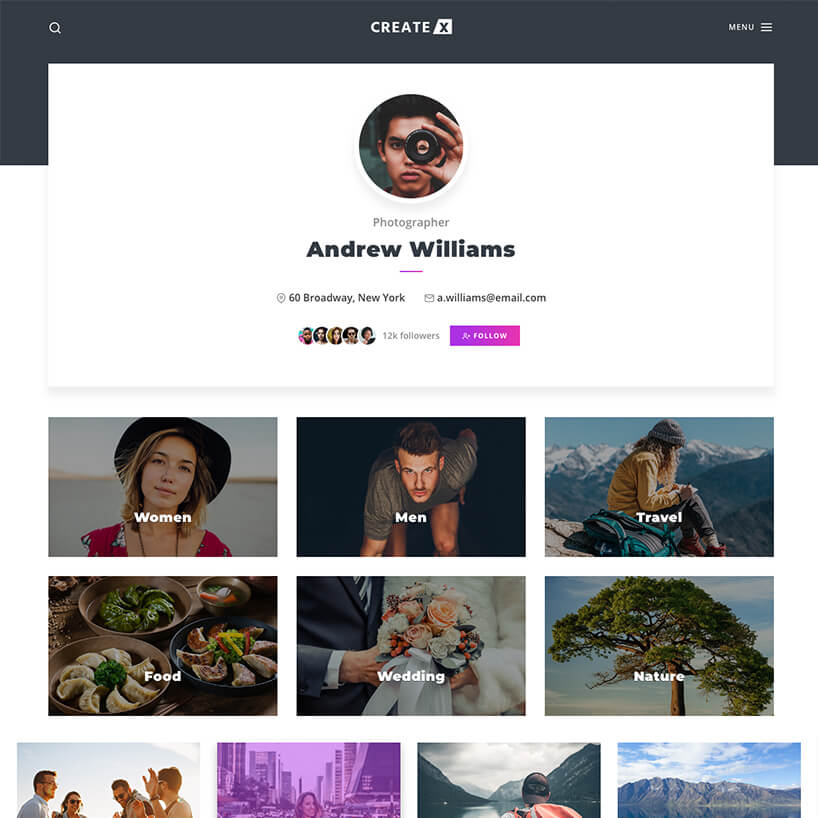 CREATE X
MENU
Photographer
Andrew Williams
60 Broadway, New York
a.williams@email.com
12k followers
FOLLOW
Women
Men
Travel
Food
Wedding
Nature